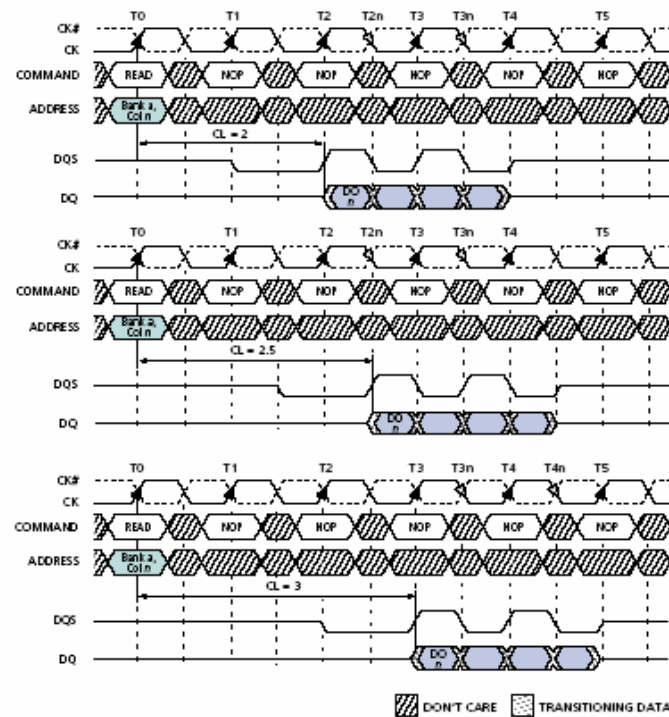 T0 T1 T2 T2n T3 T3n T4 T5
CK#
CK
COMMAND READ NOP NOP NOP NOP NOP
ADDRESS Bank a, Col n
CL = 2
DQS
DQ DO n
T0 T1 T2 T2n T3 T3n T4 T5
CK#
CK
COMMAND READ NOP NOP NOP NOP NOP
ADDRESS Bank a, Col n
CL = 2.5
DQS
DQ DO n
T0 T1 T2 T3 T3n T4 T4n T5
CK#
CK
COMMAND READ NOP NOP NOP NOP NOP
ADDRESS Bank a, Col n
CL = 3
DQS
DQ DO n
DON'T CARE TRANSITIONING DATA